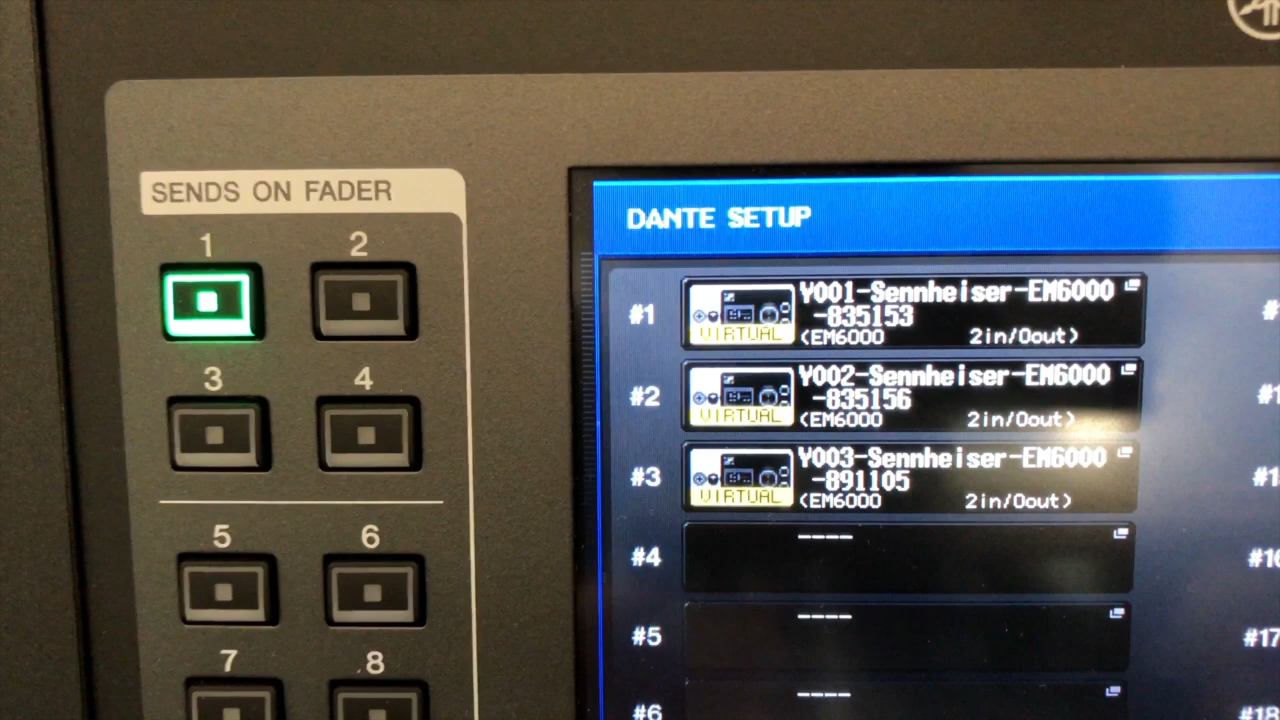 SENDS ON FADER
1 2
3 4
5 6
7 8
DANTE SETUP
#1
Y001-Sennheiser-EM6000
-835153
VIRTUAL
(EM6000 2in/0out)
#2
Y002-Sennheiser-EM6000
-835156
VIRTUAL
(EM6000 2in/0out)
#3
Y003-Sennheiser-EM6000
-891105
VIRTUAL
(EM6000 2in/0out)
#4
----
#5
----
#17
#6
----
#18